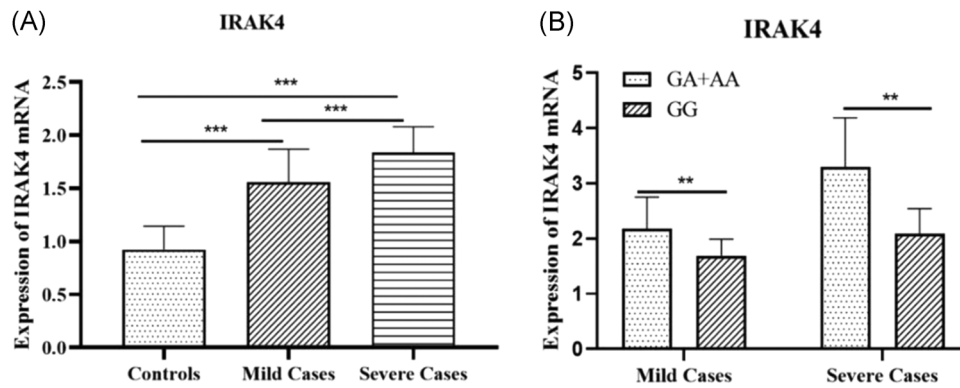 (A)
IRAK4
Expression of IRAK4 mRNA
2.5
2.0
1.5
1.0
0.5
0.0
***
***
***
Controls
Mild Cases
Severe Cases
(B)
IRAK4
Expression of IRAK4 mRNA
5
4
3
2
1
0
GA+AA
GG
**
**
Mild Cases
Severe Cases